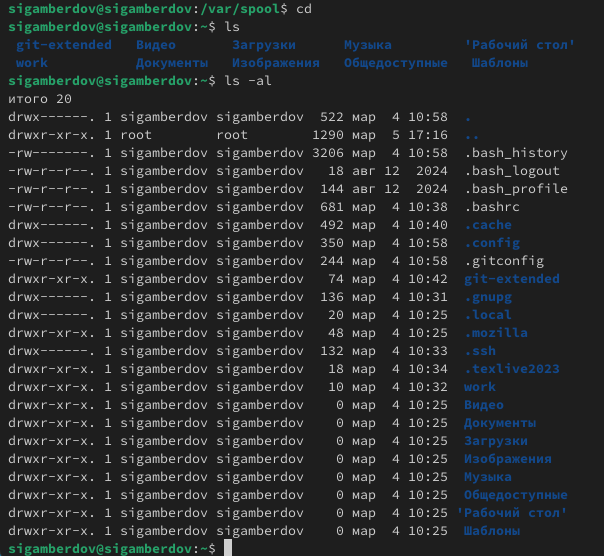 sigamberdov@sigamberdov:/var/spool$ cd
sigamberdov@sigamberdov:~$ ls
git-extended Видео Загрузки Музыка 'Рабочий стол'
work Документы Изображения Общедоступные Шаблоны
sigamberdov@sigamberdov:~$ ls -al
итого 20
drwx------. 1 sigamberdov sigamberdov 522 мар 4 10:58 .
drwxr-xr-x. 1 root root 1290 мар 5 17:16 ..
-rw-------. 1 sigamberdov sigamberdov 3206 мар 4 10:58 .bash_history
-rw-r--r--. 1 sigamberdov sigamberdov 18 авг 12 2024 .bash_logout
-rw-r--r--. 1 sigamberdov sigamberdov 144 авг 12 2024 .bash_profile
-rw-r--r--. 1 sigamberdov sigamberdov 681 мар 4 10:38 .bashrc
drwx------. 1 sigamberdov sigamberdov 492 мар 4 10:40 .cache
drwx------. 1 sigamberdov sigamberdov 350 мар 4 10:58 .config
-rw-r--r--. 1 sigamberdov sigamberdov 244 мар 4 10:58 .gitconfig
drwxr-xr-x. 1 sigamberdov sigamberdov 74 мар 4 10:42 git-extended
drwx------. 1 sigamberdov sigamberdov 136 мар 4 10:31 .gnupg
drwx------. 1 sigamberdov sigamberdov 20 мар 4 10:25 .local
drwxr-xr-x. 1 sigamberdov sigamberdov 48 мар 4 10:25 .mozilla
drwx------. 1 sigamberdov sigamberdov 132 мар 4 10:33 .ssh
drwxr-xr-x. 1 sigamberdov sigamberdov 18 мар 4 10:34 .texlive2023
drwxr-xr-x. 1 sigamberdov sigamberdov 10 мар 4 10:32 work
drwxr-xr-x. 1 sigamberdov sigamberdov 0 мар 4 10:25 Видео
drwxr-xr-x. 1 sigamberdov sigamberdov 0 мар 4 10:25 Документы
drwxr-xr-x. 1 sigamberdov sigamberdov 0 мар 4 10:25 Загрузки
drwxr-xr-x. 1 sigamberdov sigamberdov 0 мар 4 10:25 Изображения
drwxr-xr-x. 1 sigamberdov sigamberdov 0 мар 4 10:25 Музыка
drwxr-xr-x. 1 sigamberdov sigamberdov 0 мар 4 10:25 Общедоступные
drwxr-xr-x. 1 sigamberdov sigamberdov 0 мар 4 10:25 'Рабочий стол'
drwxr-xr-x. 1 sigamberdov sigamberdov 0 мар 4 10:25 Шаблоны
sigamberdov@sigamberdov:~$